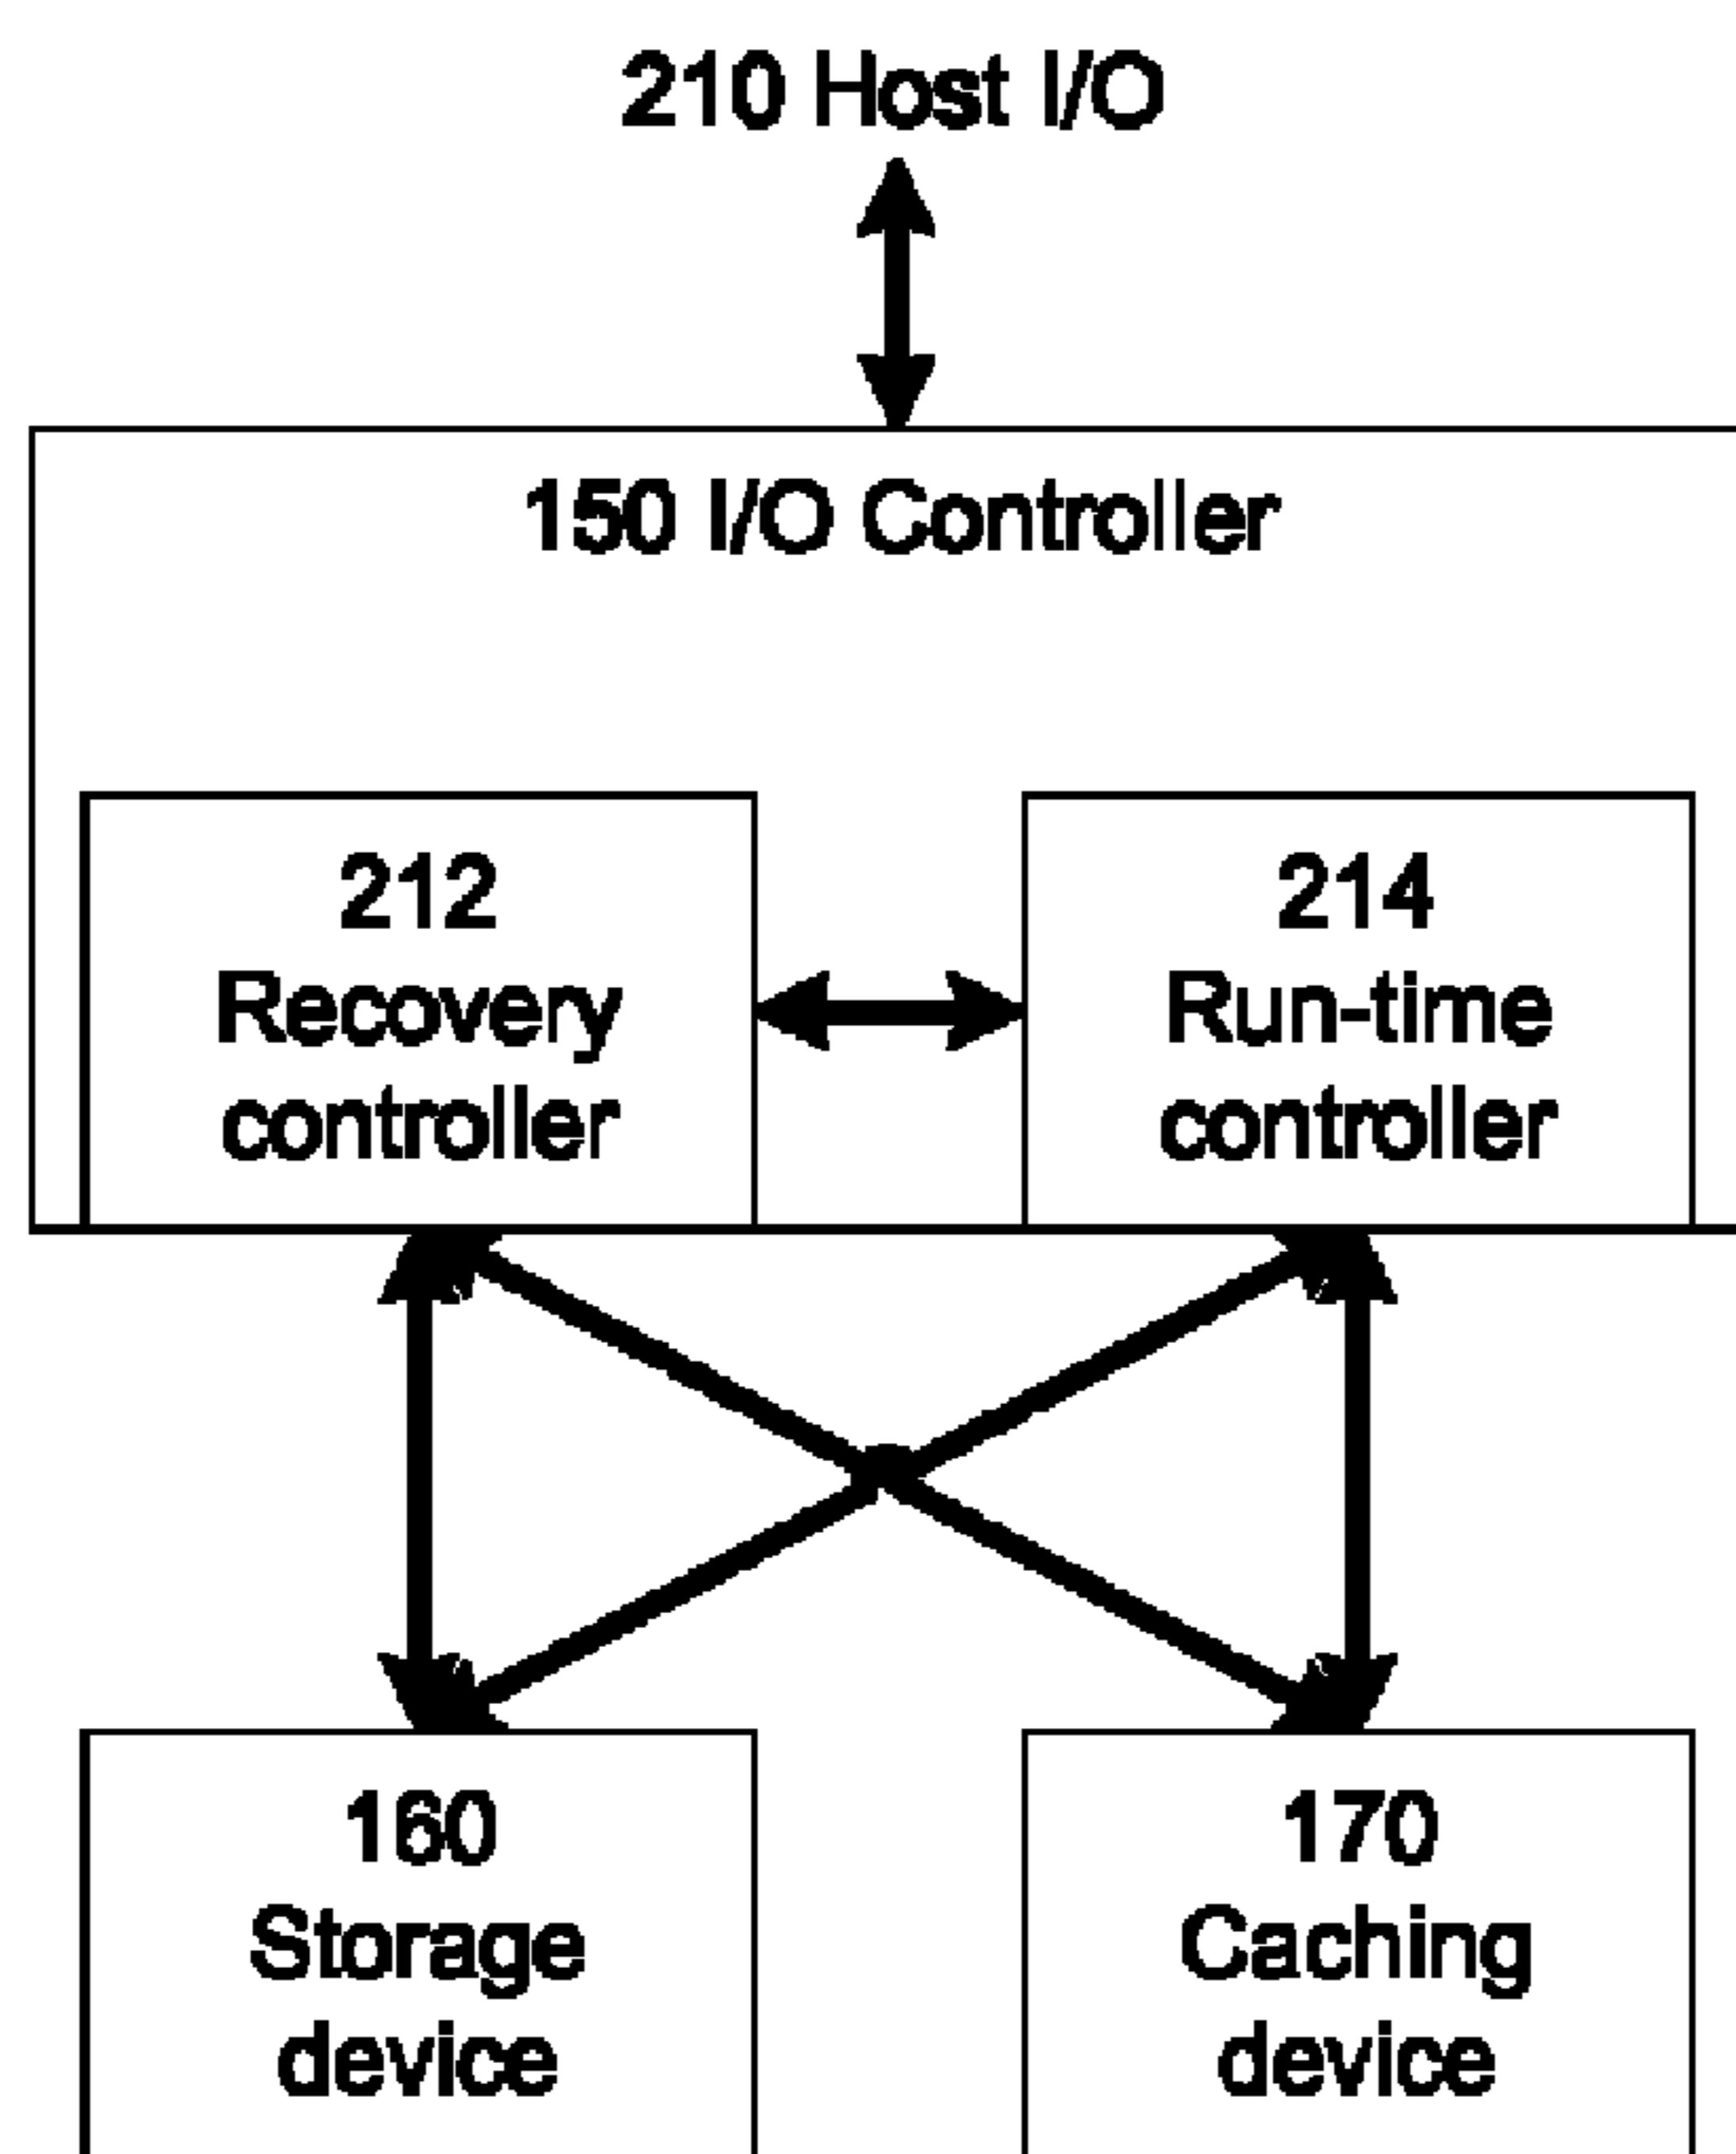 210 Host I/O
150 I/O Controller
212
Recovery
controller
214
Run-time
controller
160
Storage
device
170
Caching
device